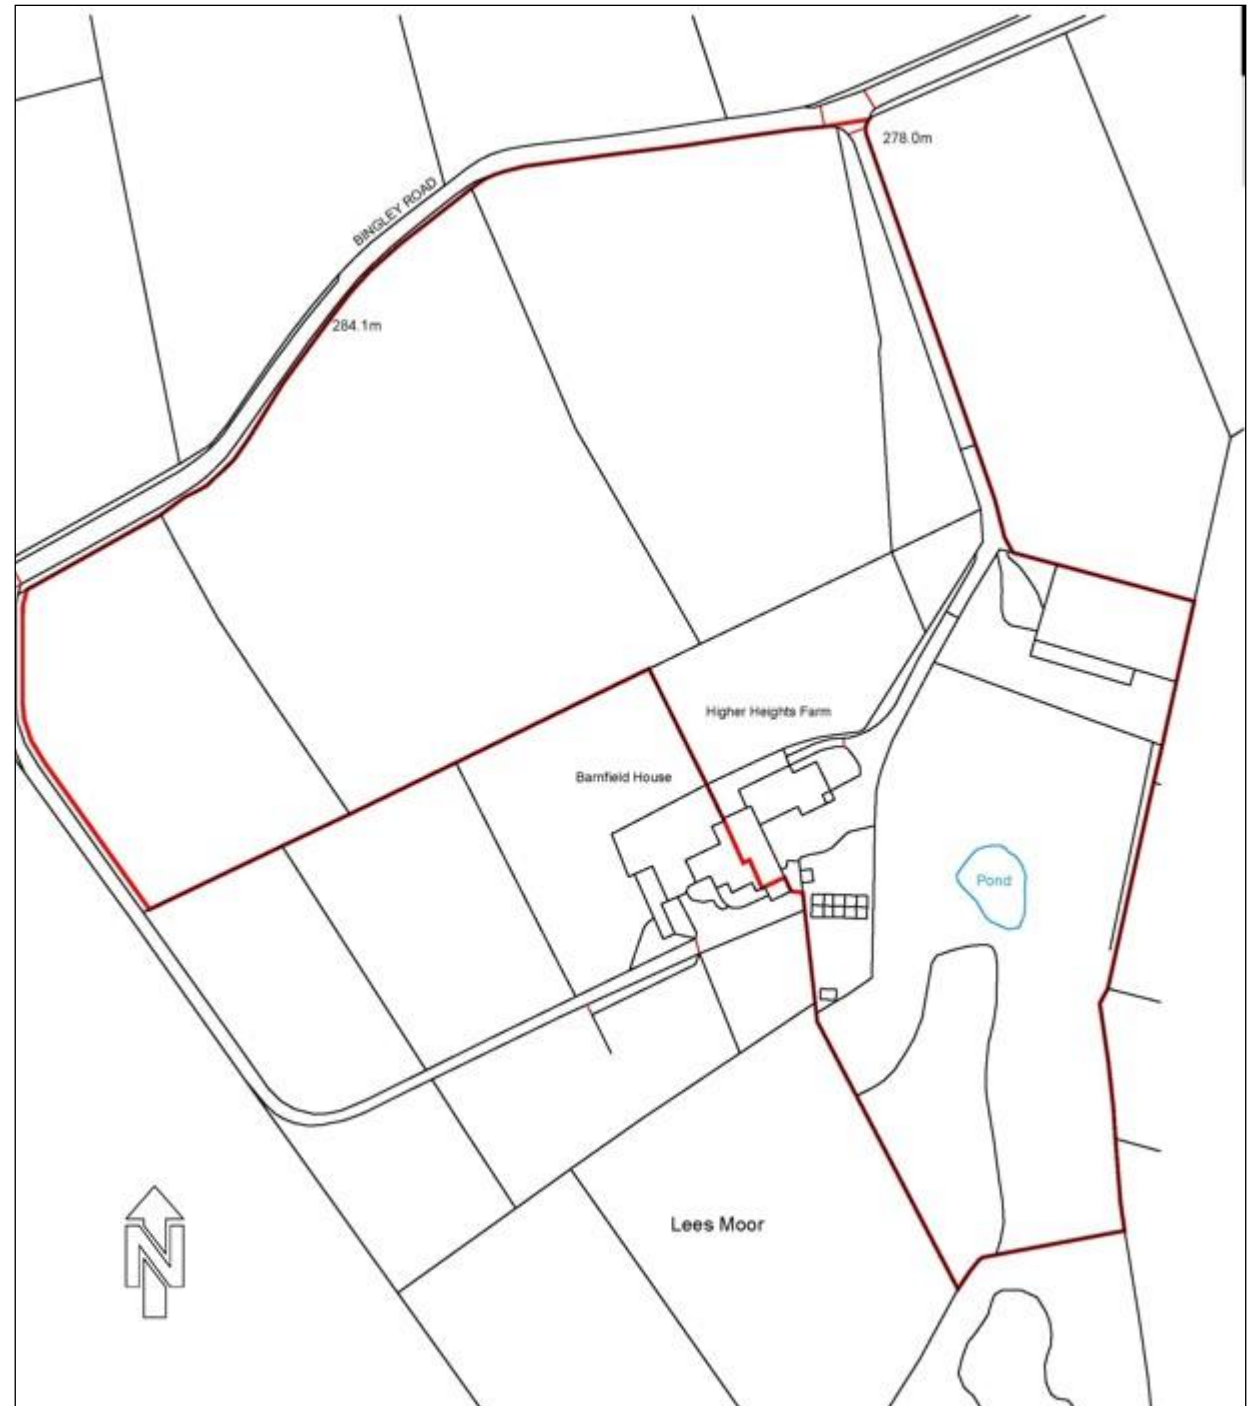 278.0m
BINGLEY ROAD
284.1m
Higher Heights Farm
Barnfield House
Pond
Lees Moor
N